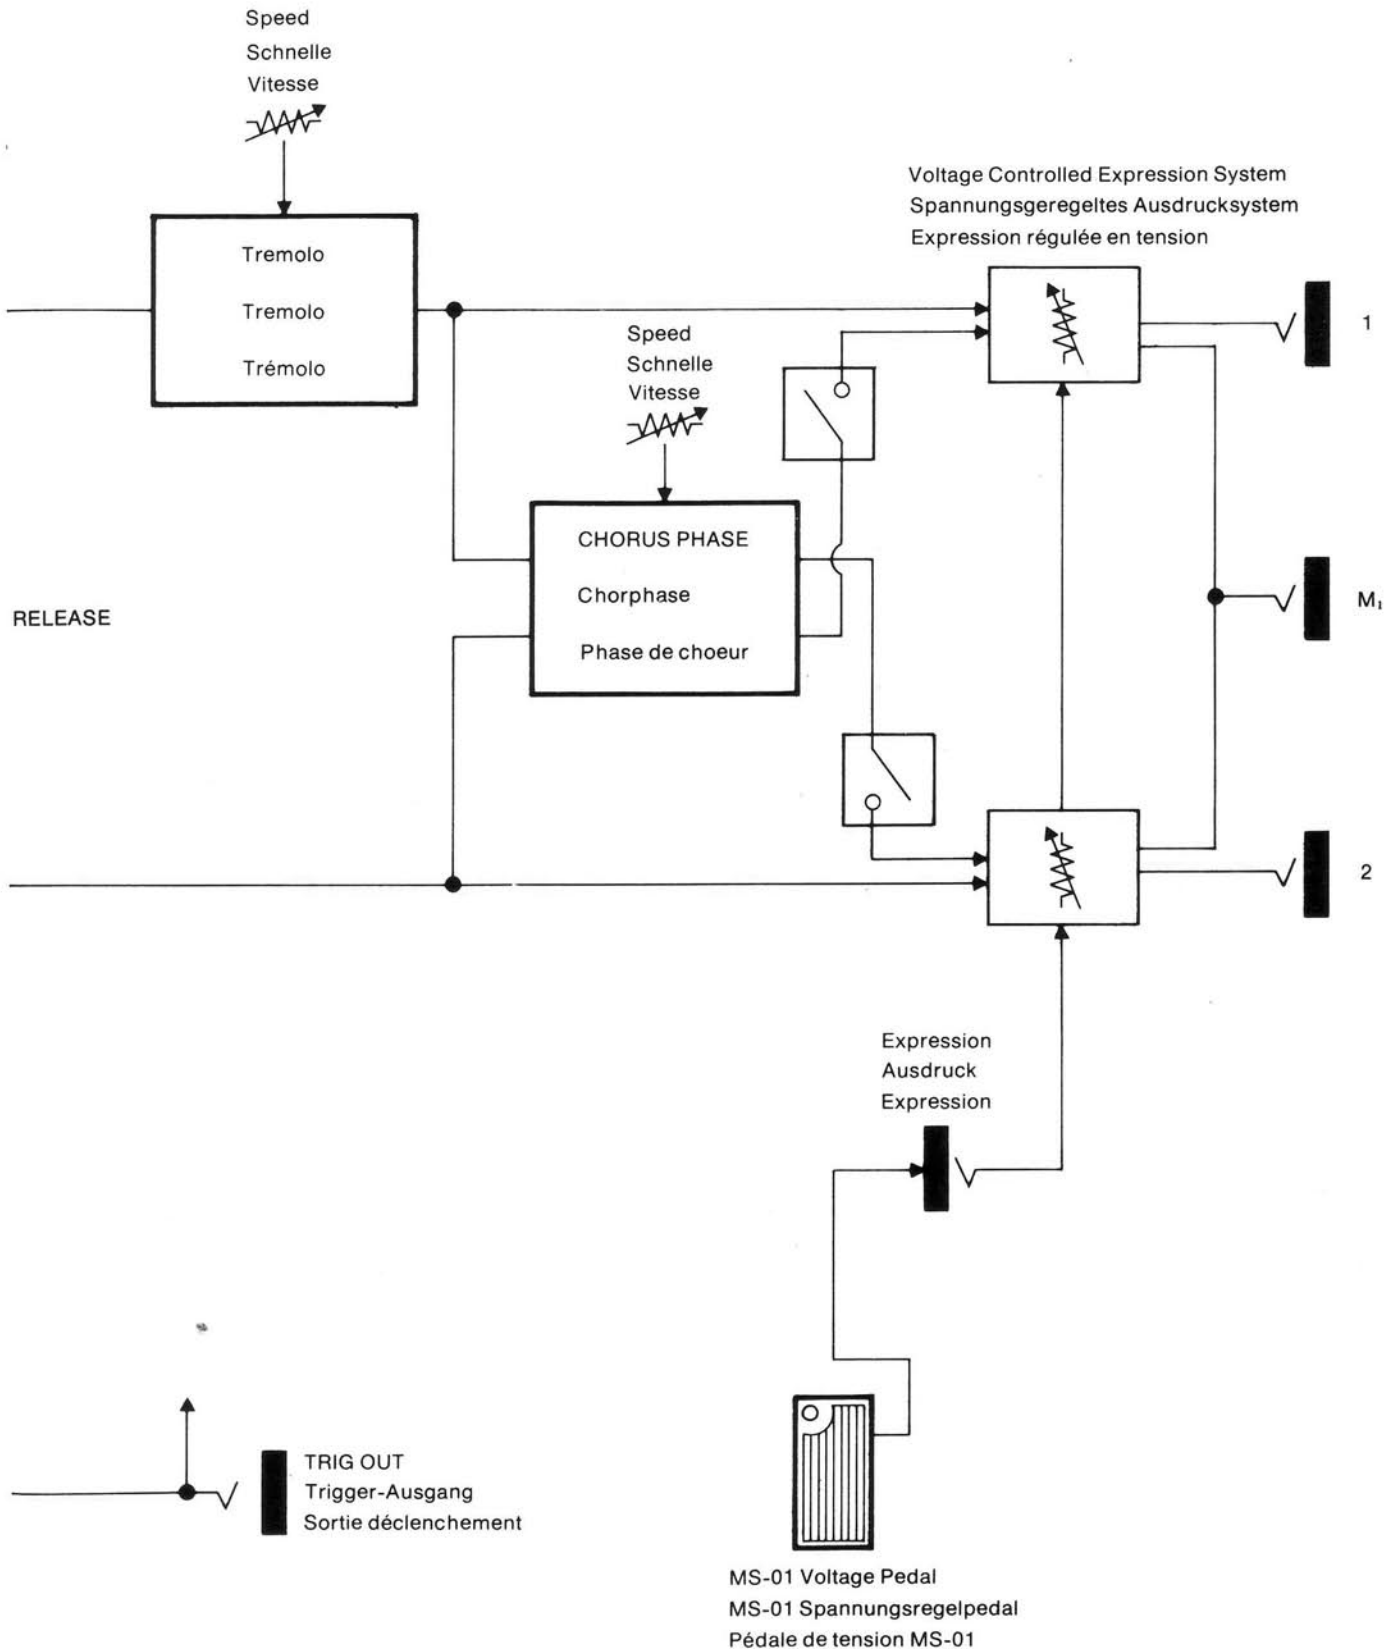 Speed
Schnelle
Vitesse
Tremolo
Tremolo
Trémolo
Voltage Controlled Expression System
Spannungsgeregeltes Ausdrucksystem
Expression régulée en tension
1
Speed
Schnelle
Vitesse
CHORUS PHASE
Chorphase
Phase de choeur
RELEASE
M₁
2
Expression
Ausdruck
Expression
TRIG OUT
Trigger-Ausgang
Sortie déclenchement
MS-01 Voltage Pedal
MS-01 Spannungsregelpedal
Pédale de tension MS-01